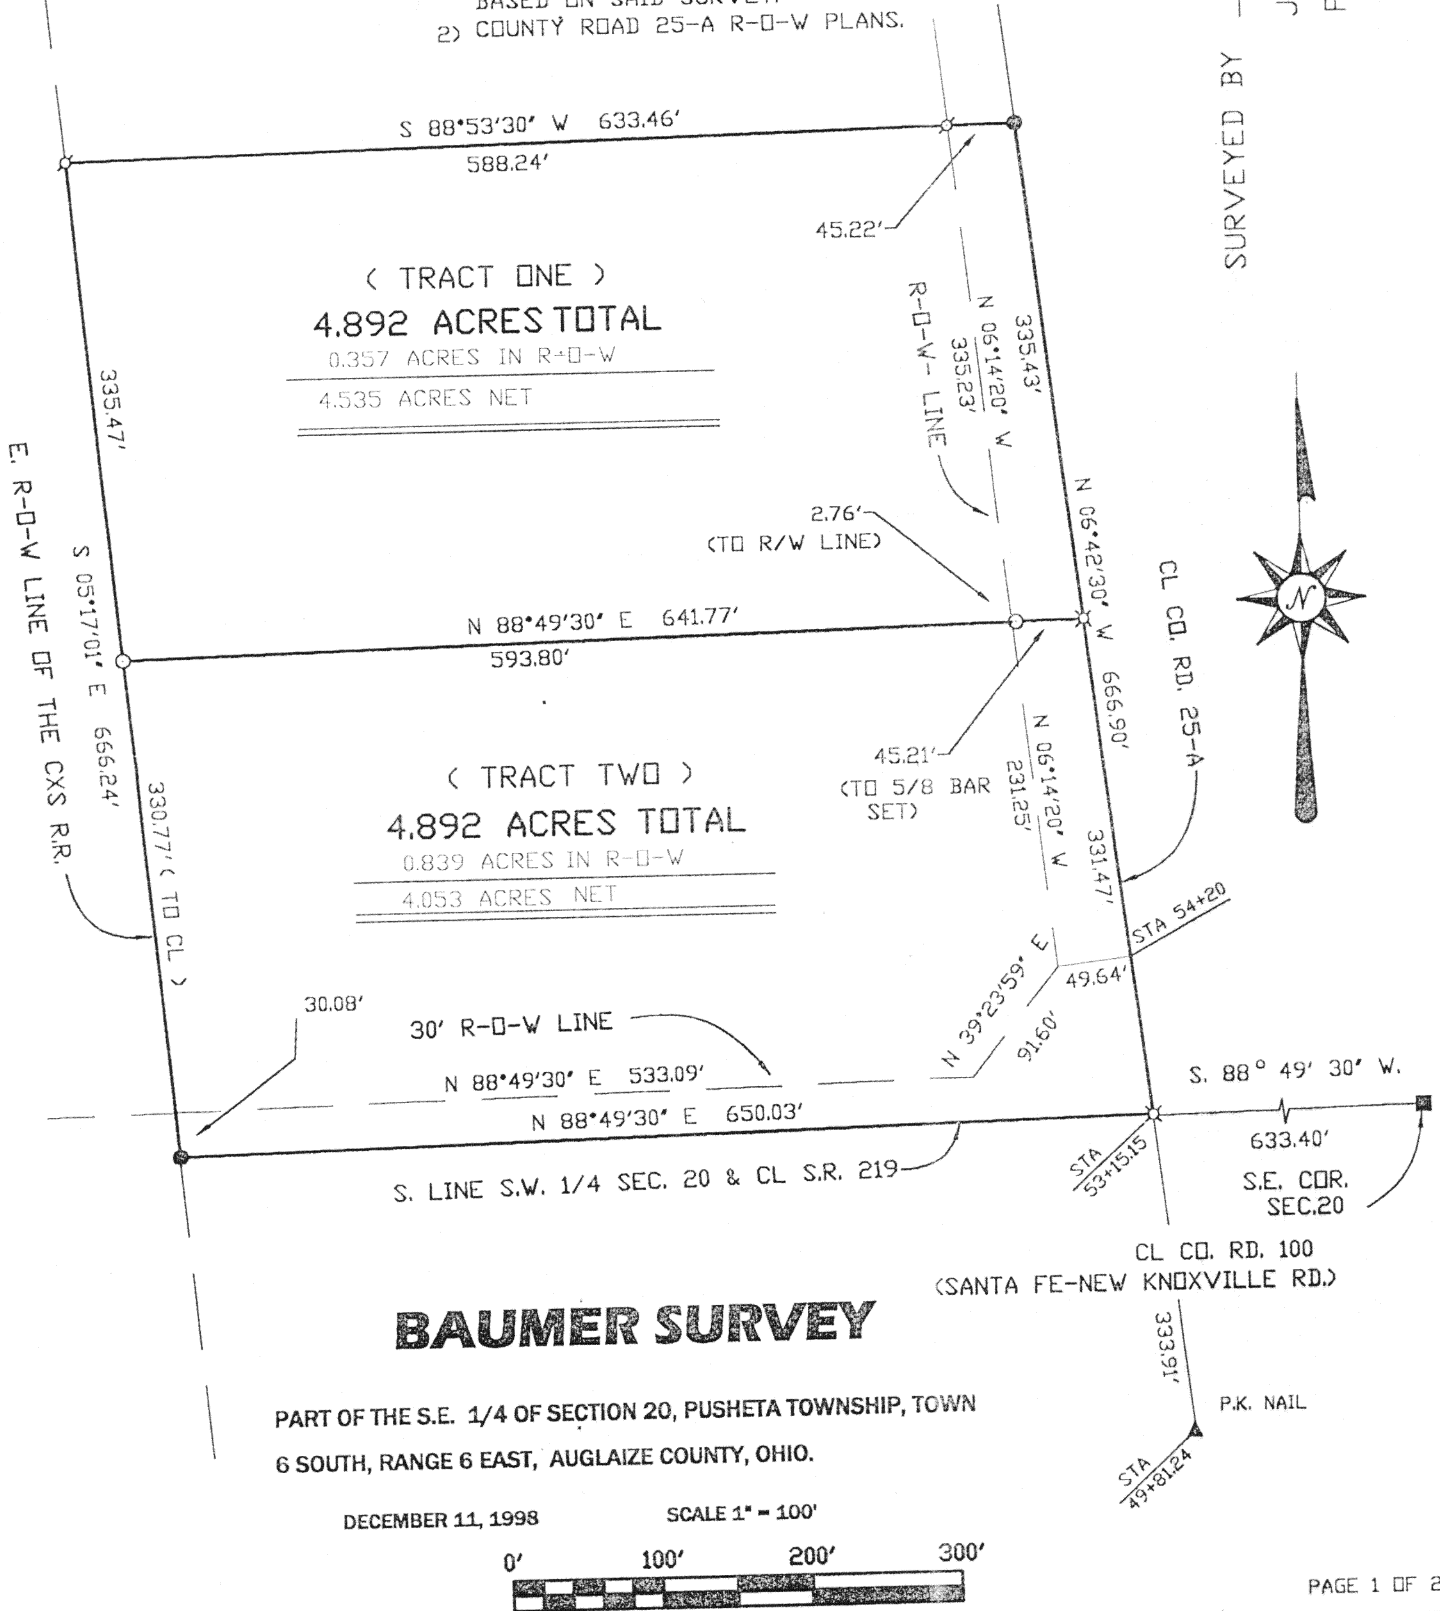 BASED ON SAID SURVEY.
2) COUNTY ROAD 25-A R-O-W PLANS.
SURVEYED BY
S 88°53'30" W 633.46'
588.24'
45.22'
( TRACT ONE )
4.892 ACRES TOTAL
0.357 ACRES IN R-O-W
4.535 ACRES NET
335.47'
R-O-W- LINE
N 06°14'20" W
335.23'
335.43'
E. R-O-W LINE OF THE CXS R.R.
S 05°17'01" E 666.24'
2.76'
(TO R/W LINE)
N 06°42'30" W 666.90'
CL CO. RD. 25-A
N
N 88°49'30" E 641.77'
593.80'
45.21'
(TO 5/8 BAR
SET)
N 06°14'20" W
231.25'
( TRACT TWO )
4.892 ACRES TOTAL
0.839 ACRES IN R-O-W
4.053 ACRES NET
330.77' ( TO CL )
331.47'
STA 54+20
49.64'
N 39°23'59" E
91.60'
30.08'
30' R-O-W LINE
N 88°49'30" E 533.09'
N 88°49'30" E 650.03'
S. 88° 49' 30" W.
633.40'
S.E. COR.
SEC.20
STA
53+15.15
S. LINE S.W. 1/4 SEC. 20 & CL S.R. 219
CL CO. RD. 100
(SANTA FE-NEW KNOXVILLE RD.)
333.91'
P.K. NAIL
STA
49+81.24
BAUMER SURVEY
PART OF THE S.E. 1/4 OF SECTION 20, PUSHETA TOWNSHIP, TOWN
6 SOUTH, RANGE 6 EAST, AUGLAIZE COUNTY, OHIO.
DECEMBER 11, 1998 SCALE 1" = 100'
0' 100' 200' 300'
PAGE 1 OF 2